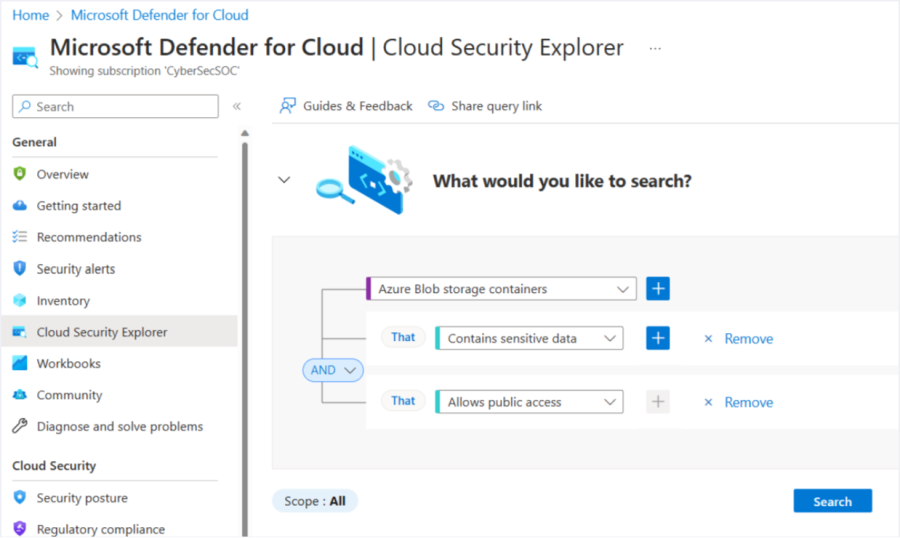 Home > Microsoft Defender for Cloud
Microsoft Defender for Cloud | Cloud Security Explorer ...
Showing subscription 'CyberSecSOC'
Search «
General
Overview
Getting started
Recommendations
Security alerts
Inventory
Cloud Security Explorer
Workbooks
Community
Diagnose and solve problems
Cloud Security
Security posture
Regulatory compliance
Guides & Feedback Share query link
What would you like to search?
Azure Blob storage containers +
That Contains sensitive data + × Remove
AND
That Allows public access + × Remove
Scope : All Search